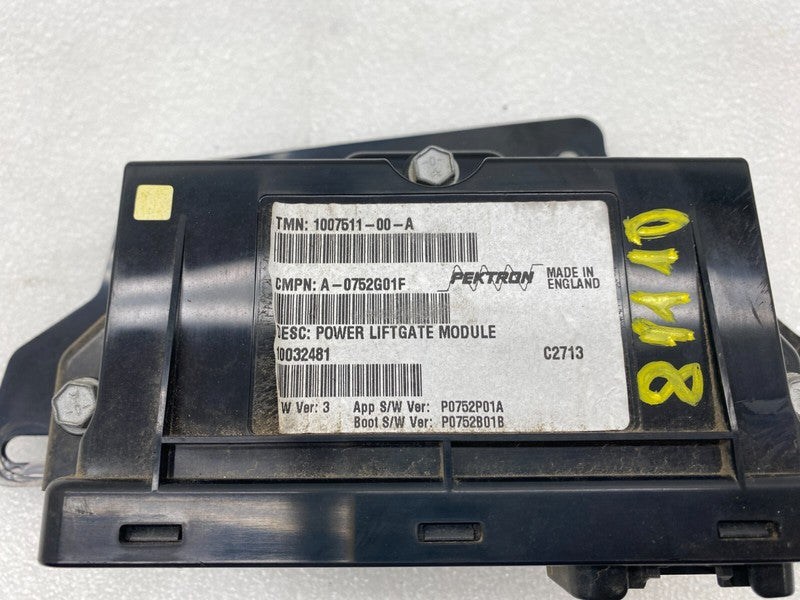 TMN: 1007511-00-A
CMPN: A-0752G01F
PEKTRON
MADE IN
ENGLAND
DESC: POWER LIFTGATE MODULE
10032481
C2713
W Ver: 3 App S/W Ver: P0752P01A
Boot S/W Ver: P0752B01B
81110